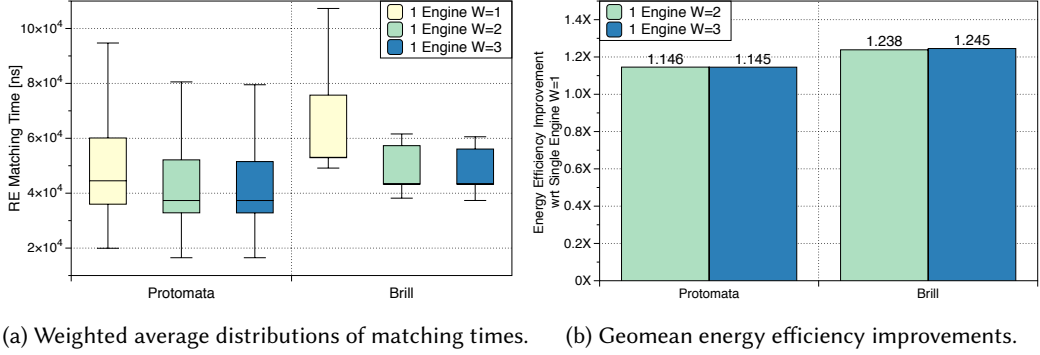 10×10⁴
8×10⁴
6×10⁴
4×10⁴
2×10⁴
RE Matching Time [ns]
1 Engine W=1
1 Engine W=2
1 Engine W=3
Protomata
Brill
(a) Weighted average distributions of matching times.
1.4X
1.2X
1.0X
1.2X
0.6X
0.4X
0.2X
0X
Energy Efficiency Improvement
wrt Single Engine W=1
1 Engine W=2
1 Engine W=3
1.146
1.145
1.238
1.245
Protomata
Brill
(b) Geomean energy efficiency improvements.